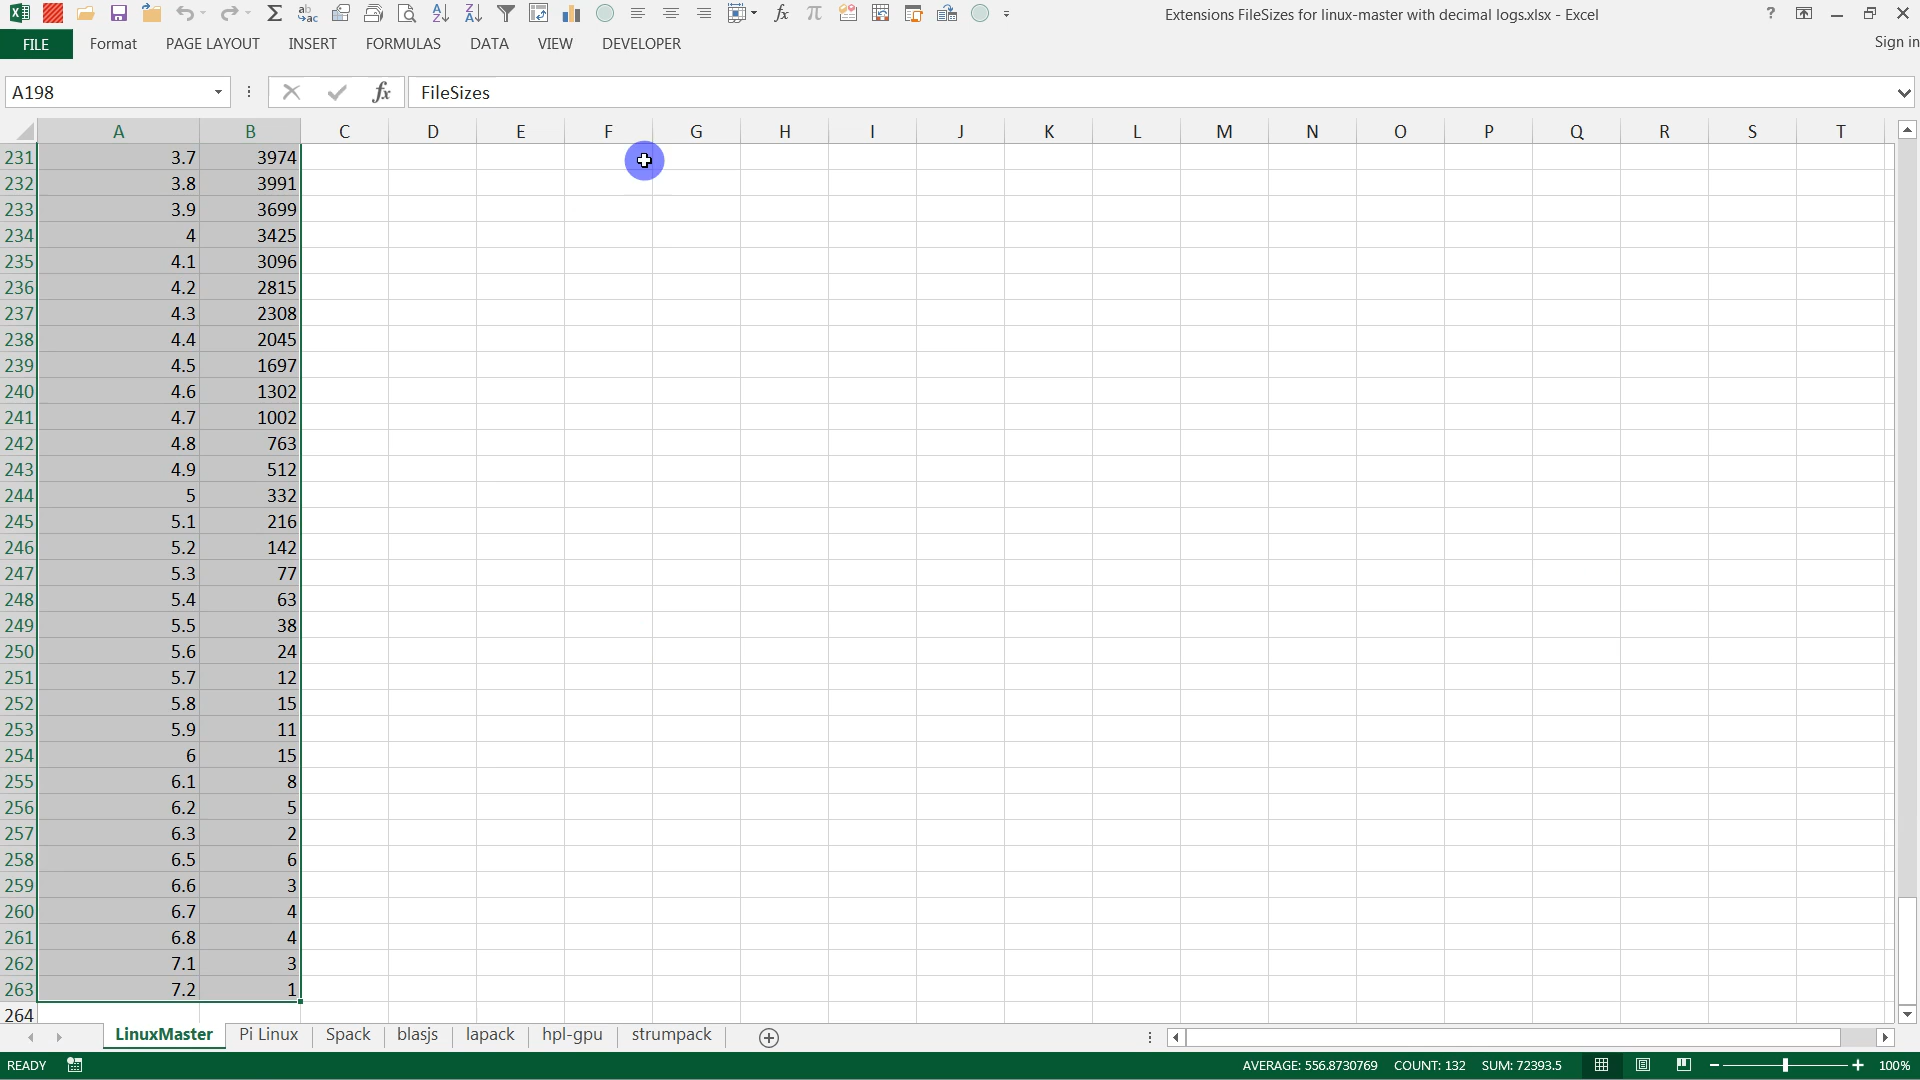 Extensions FileSizes for linux-master with decimal logs.xlsx - Excel
FILE Format PAGE LAYOUT INSERT FORMULAS DATA VIEW DEVELOPER Sign in
A198 fx FileSizes
A B C D E F G H I J K L M N O P Q R S T
231 3.7 3974
232 3.8 3991
233 3.9 3699
234 4 3425
235 4.1 3096
236 4.2 2815
237 4.3 2308
238 4.4 2045
239 4.5 1697
240 4.6 1302
241 4.7 1002
242 4.8 763
243 4.9 512
244 5 332
245 5.1 216
246 5.2 142
247 5.3 77
248 5.4 63
249 5.5 38
250 5.6 24
251 5.7 12
252 5.8 15
253 5.9 11
254 6 15
255 6.1 8
256 6.2 5
257 6.3 2
258 6.5 6
259 6.6 3
260 6.7 4
261 6.8 4
262 7.1 3
263 7.2 1
264
LinuxMaster Pi Linux Spack blasjs lapack hpl-gpu strumpack
READY AVERAGE: 556.8730769 COUNT: 132 SUM: 72393.5 100%